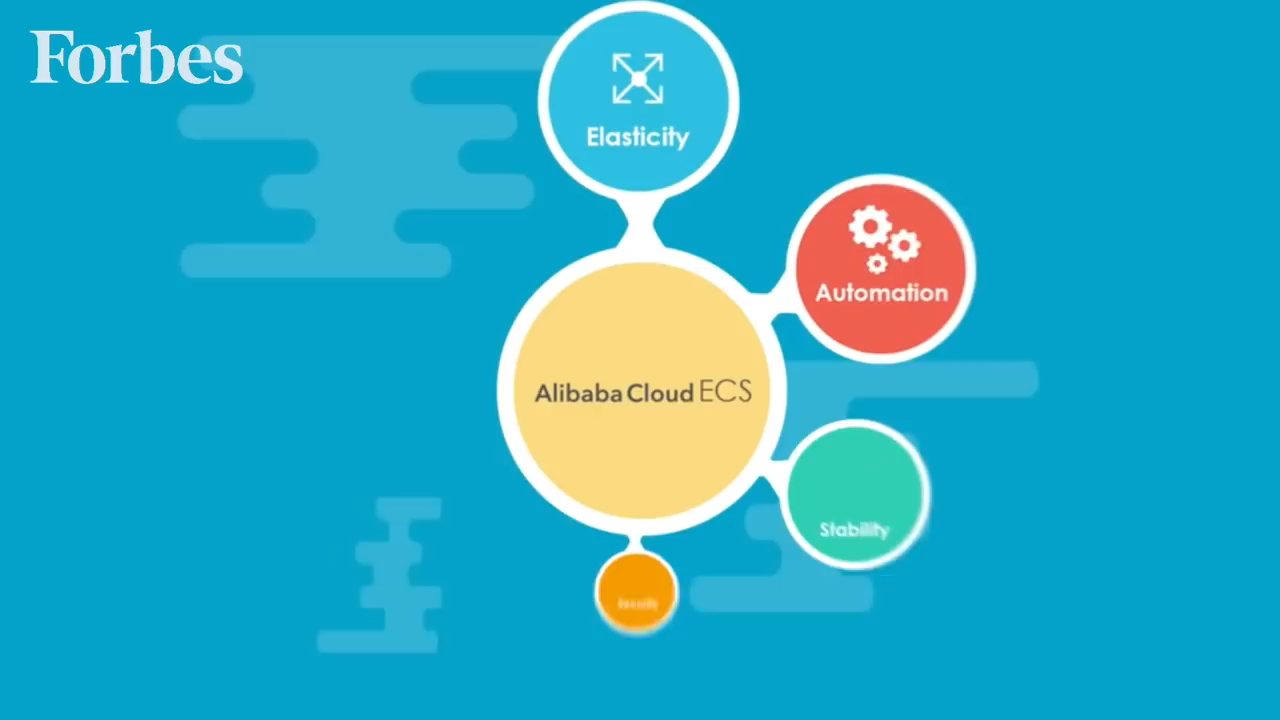 Forbes
Elasticity
Automation
Alibaba Cloud ECS
Stability